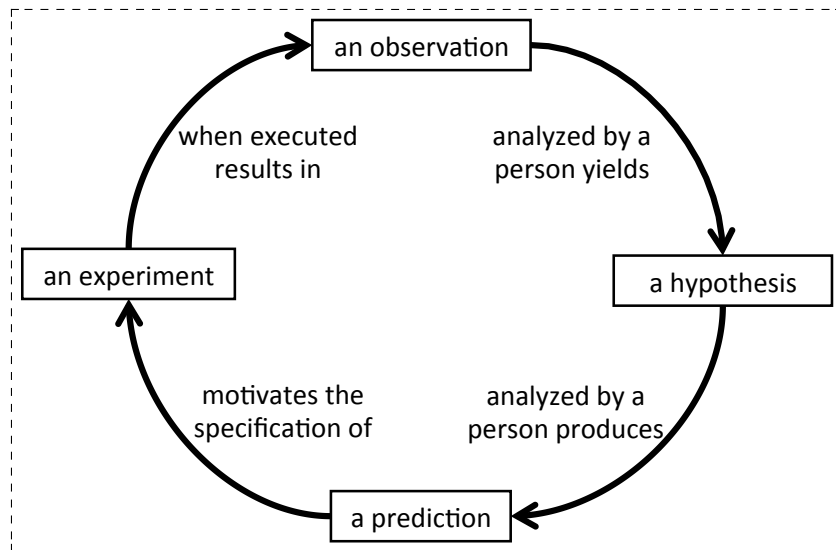 an observation
when executed
results in
analyzed by a
person yields
an experiment
a hypothesis
motivates the
specification of
analyzed by a
person produces
a prediction